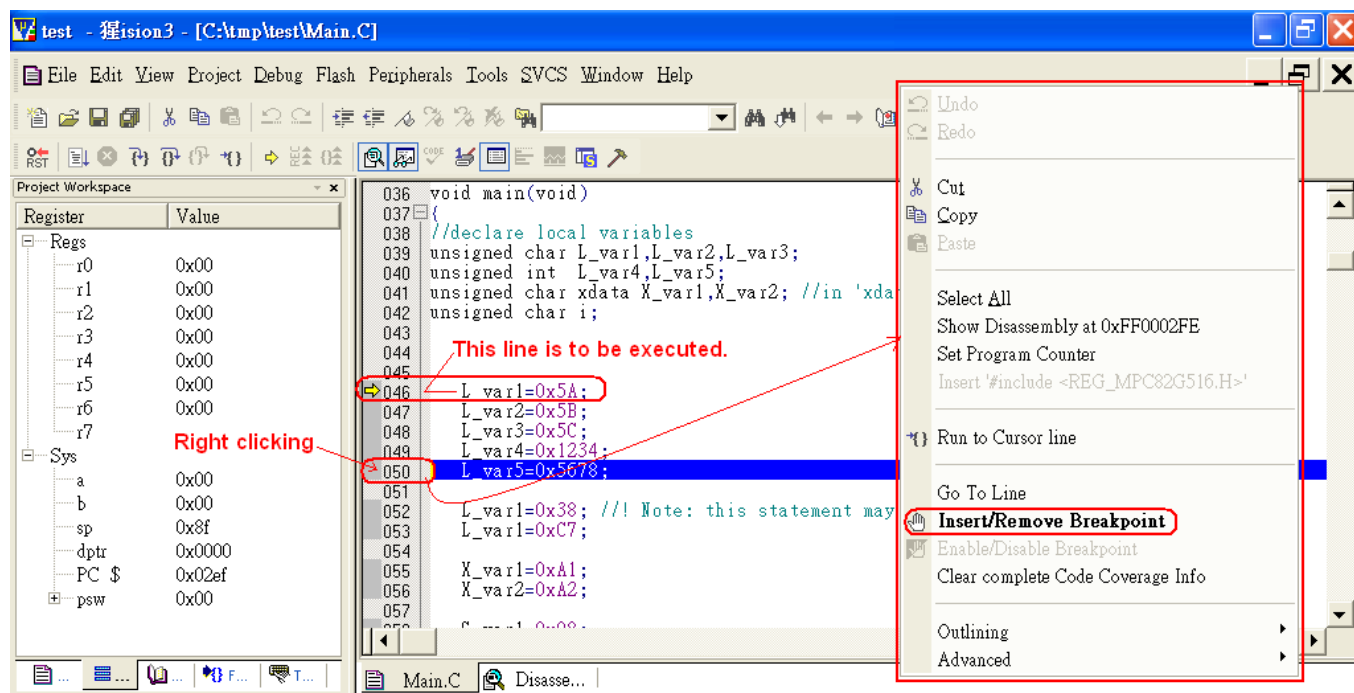 test - 猩ision3 - [C:\tmp\test\Main.C]
File Edit View Project Debug Flash Peripherals Tools SVCS Window Help
RST
CODE
Project Workspace
Register Value
Regs
r0 0x00
r1 0x00
r2 0x00
r3 0x00
r4 0x00
r5 0x00
r6 0x00
r7
Sys
a 0x00
b 0x00
sp 0x8f
dptr 0x0000
PC $ 0x02ef
psw 0x00
... ... ... F... T...
036 void main(void)
037 {
038 //declare local variables
039 unsigned char L_var1,L_var2,L_var3;
040 unsigned int L_var4,L_var5;
041 unsigned char xdata X_var1,X_var2; //in 'xda
042 unsigned char i;
043
044
045
046 L_var1=0x5A;
047 L_var2=0x5B;
048 L_var3=0x5C;
049 L_var4=0x1234;
050 L_var5=0x5678;
051
052 L_var1=0x38; //! Note: this statement may
053 L_var1=0xC7;
054
055 X_var1=0xA1;
056 X_var2=0xA2;
057
This line is to be executed.
Right clicking
Main.C Disasse...
Undo
Redo
Cut
Copy
Paste
Select All
Show Disassembly at 0xFF0002FE
Set Program Counter
Insert '#include <REG_MPC82G516.H>'
Run to Cursor line
Go To Line
Insert/Remove Breakpoint
Enable/Disable Breakpoint
Clear complete Code Coverage Info
Outlining
Advanced